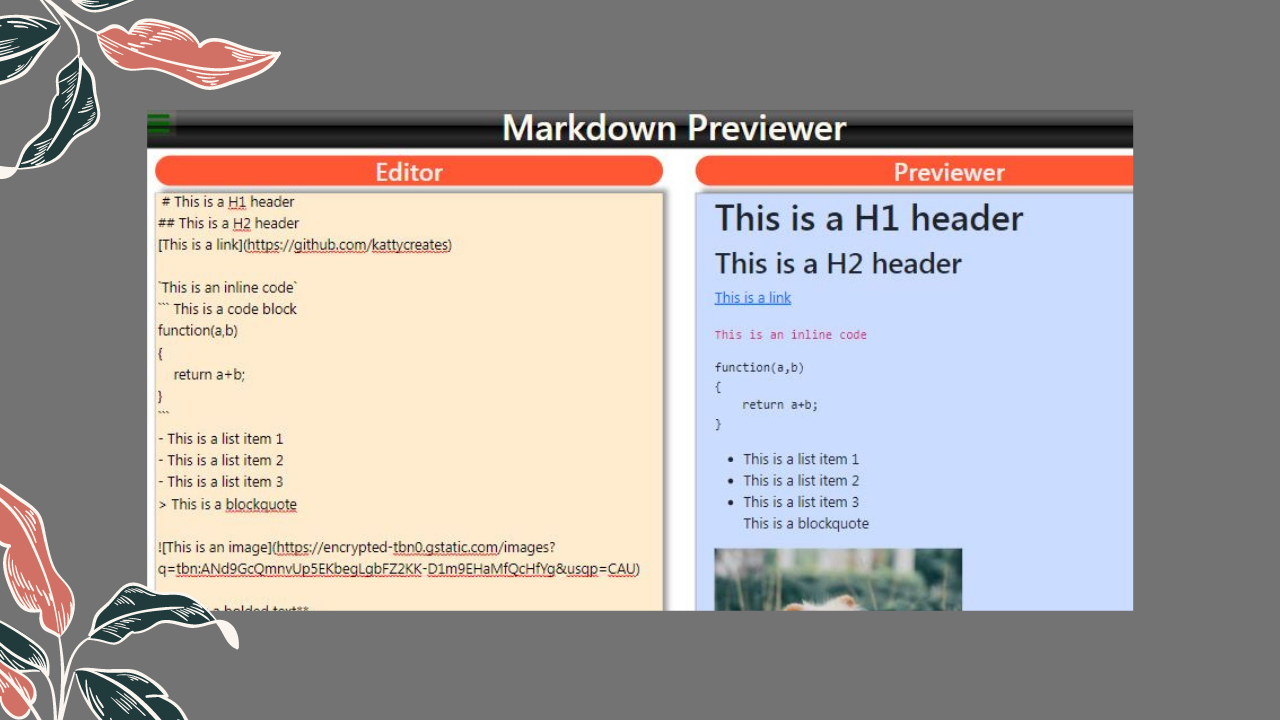 Markdown Previewer
Editor
# This is a H1 header
## This is a H2 header
[This is a link](https://github.com/kattycreates)
`This is an inline code`
``` This is a code block
function(a,b)
{
return a+b;
}
```
- This is a list item 1
- This is a list item 2
- This is a list item 3
> This is a blockquote
![This is an image](https://encrypted-tbn0.gstatic.com/images?
q=tbn:ANd9GcQmnvUp5EKbegLgbFZ2KK-D1m9EHaMfQcHfYg&usqp=CAU)
a bolded text**
Previewer
This is a H1 header
This is a H2 header
This is a link
This is an inline code
function(a,b)
{
return a+b;
}
• This is a list item 1
• This is a list item 2
• This is a list item 3
This is a blockquote